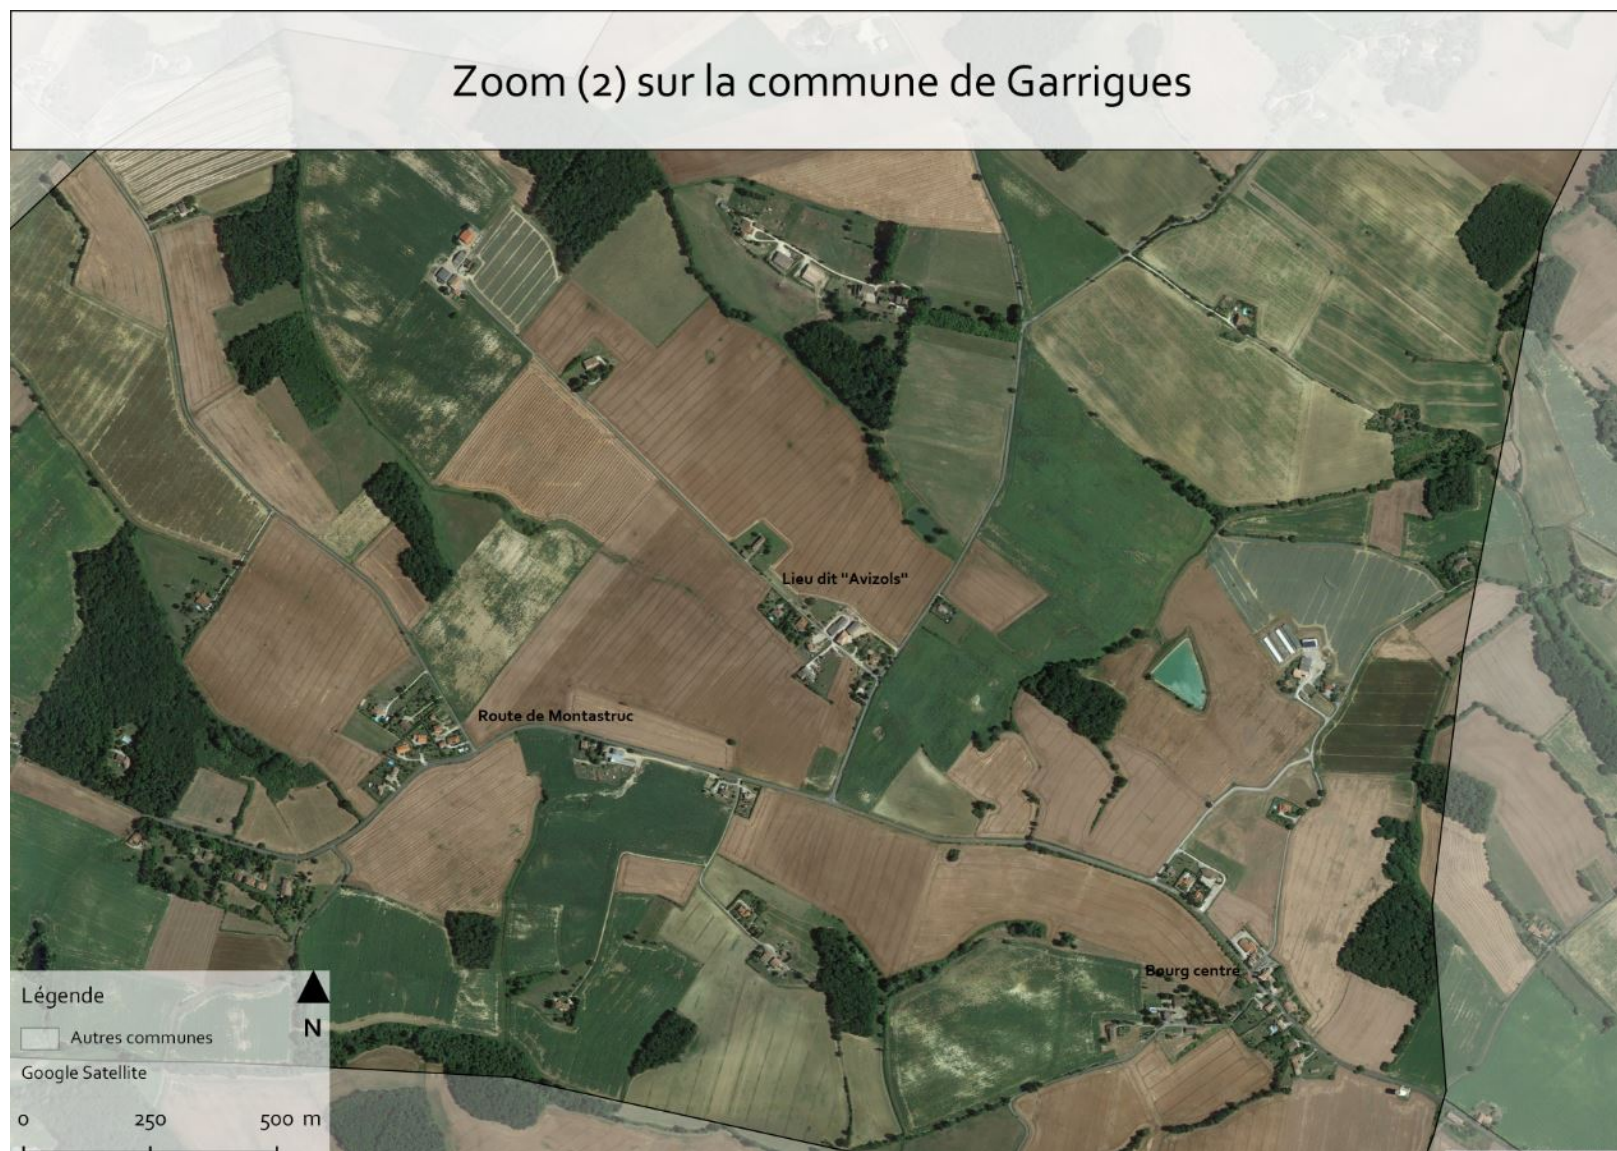 Zoom (2) sur la commune de Garrigues
Lieu dit "Avizols"
Route de Montastruc
Bourg centre
Légende
N
Autres communes
Google Satellite
0 250 500 m